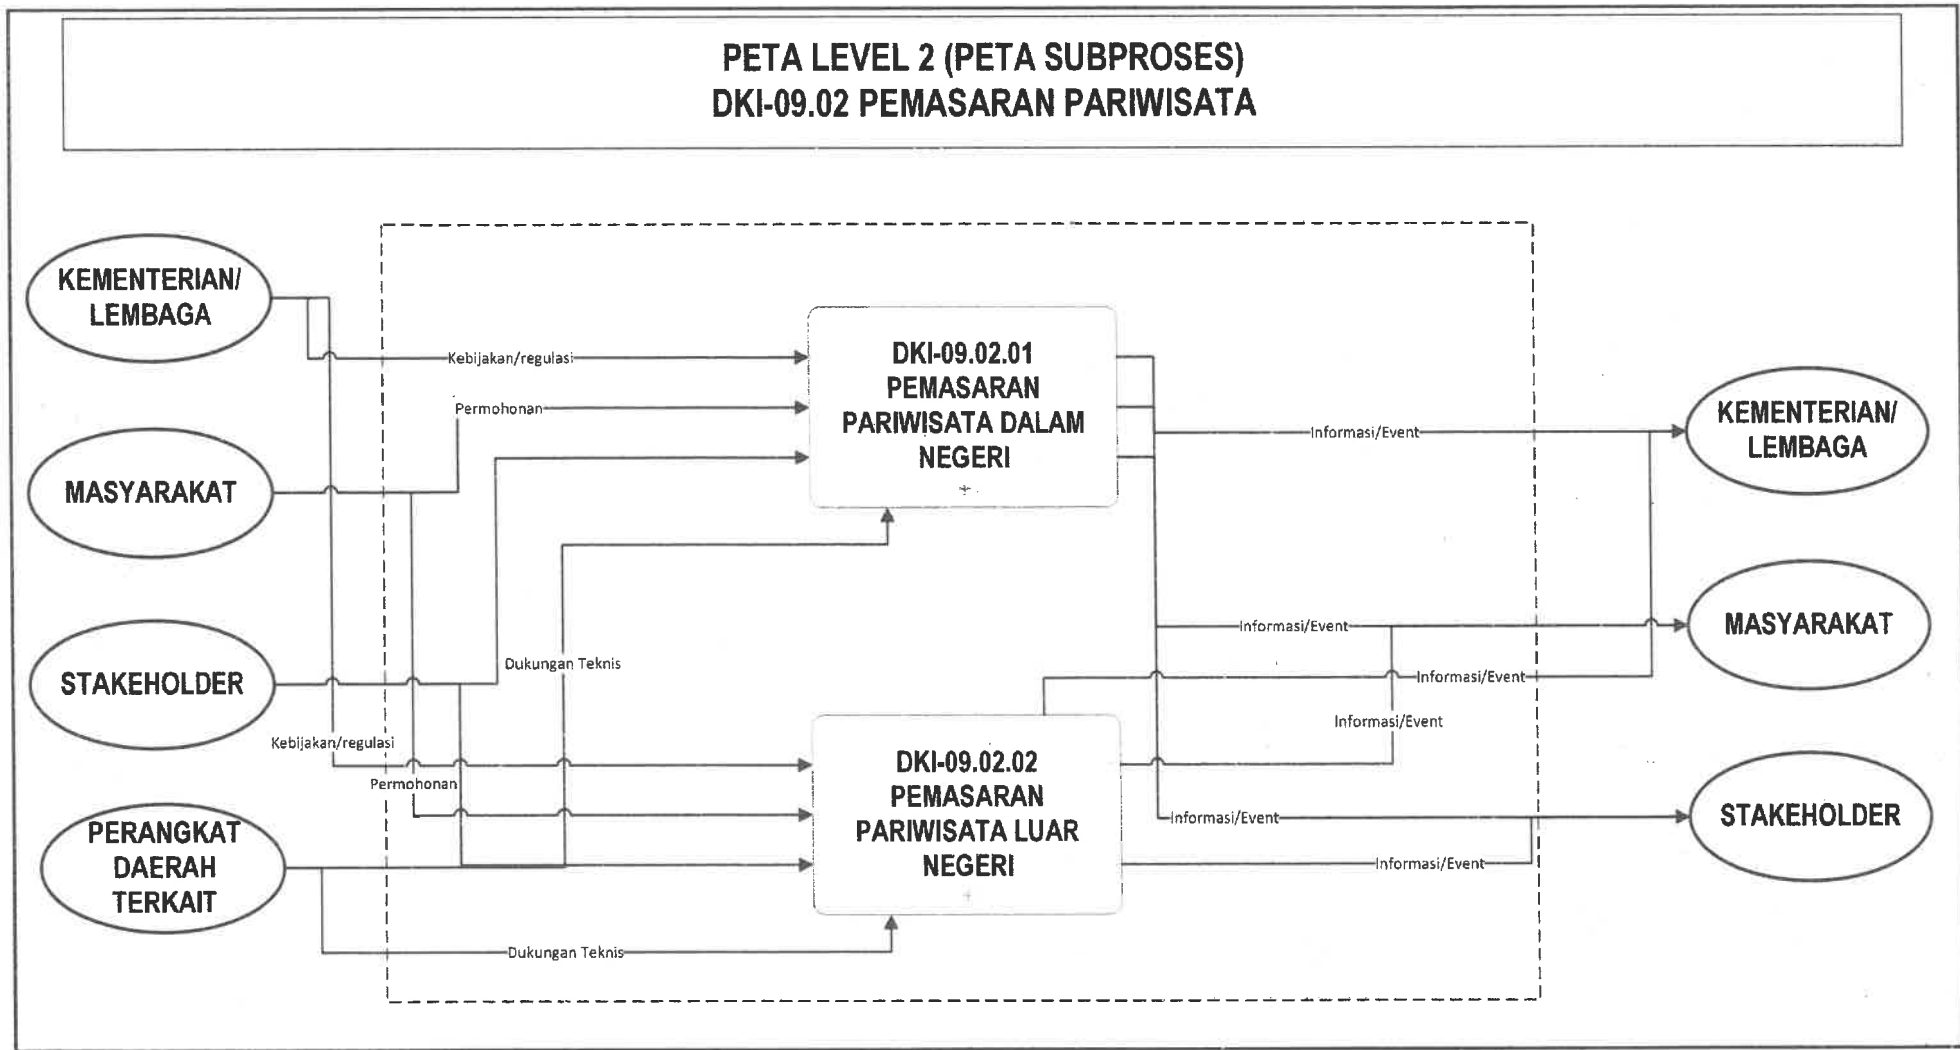 PETA LEVEL 2 (PETA SUBPROSES)
DKI-09.02 PEMASARAN PARIWISATA
KEMENTERIAN/
LEMBAGA
MASYARAKAT
STAKEHOLDER
PERANGKAT
DAERAH
TERKAIT
Kebijakan/regulasi
Permohonan
Dukungan Teknis
Kebijakan/regulasi
Permohonan
Dukungan Teknis
DKI-09.02.01
PEMASARAN
PARIWISATA DALAM
NEGERI
+
DKI-09.02.02
PEMASARAN
PARIWISATA LUAR
NEGERI
+
Informasi/Event
Informasi/Event
Informasi/Event
Informasi/Event
Informasi/Event
Informasi/Event
KEMENTERIAN/
LEMBAGA
MASYARAKAT
STAKEHOLDER